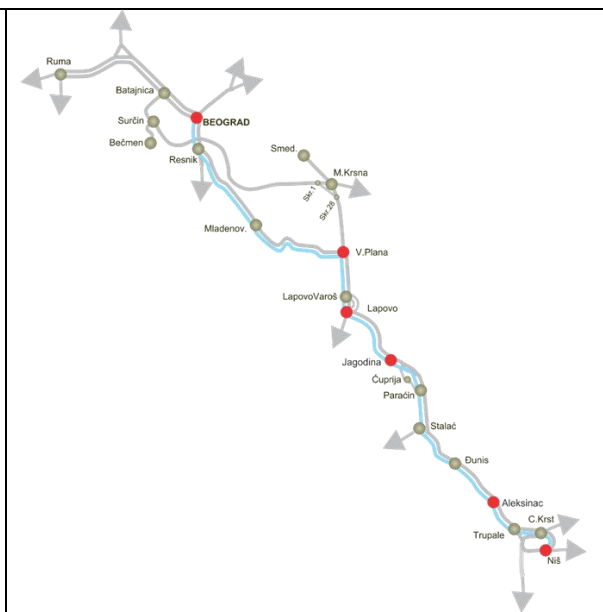 Ruma
Batajnica
Surčin
BEOGRAD
Bečmen
Resnik
Smed.
M.Krsna
Skr.1
Skr.28
Mladenov.
V.Plana
LapovoVaroš
Lapovo
Jagodina
Ćuprija
Paraćin
Stalać
Đunis
Aleksinac
C.Krst
Trupale
Niš